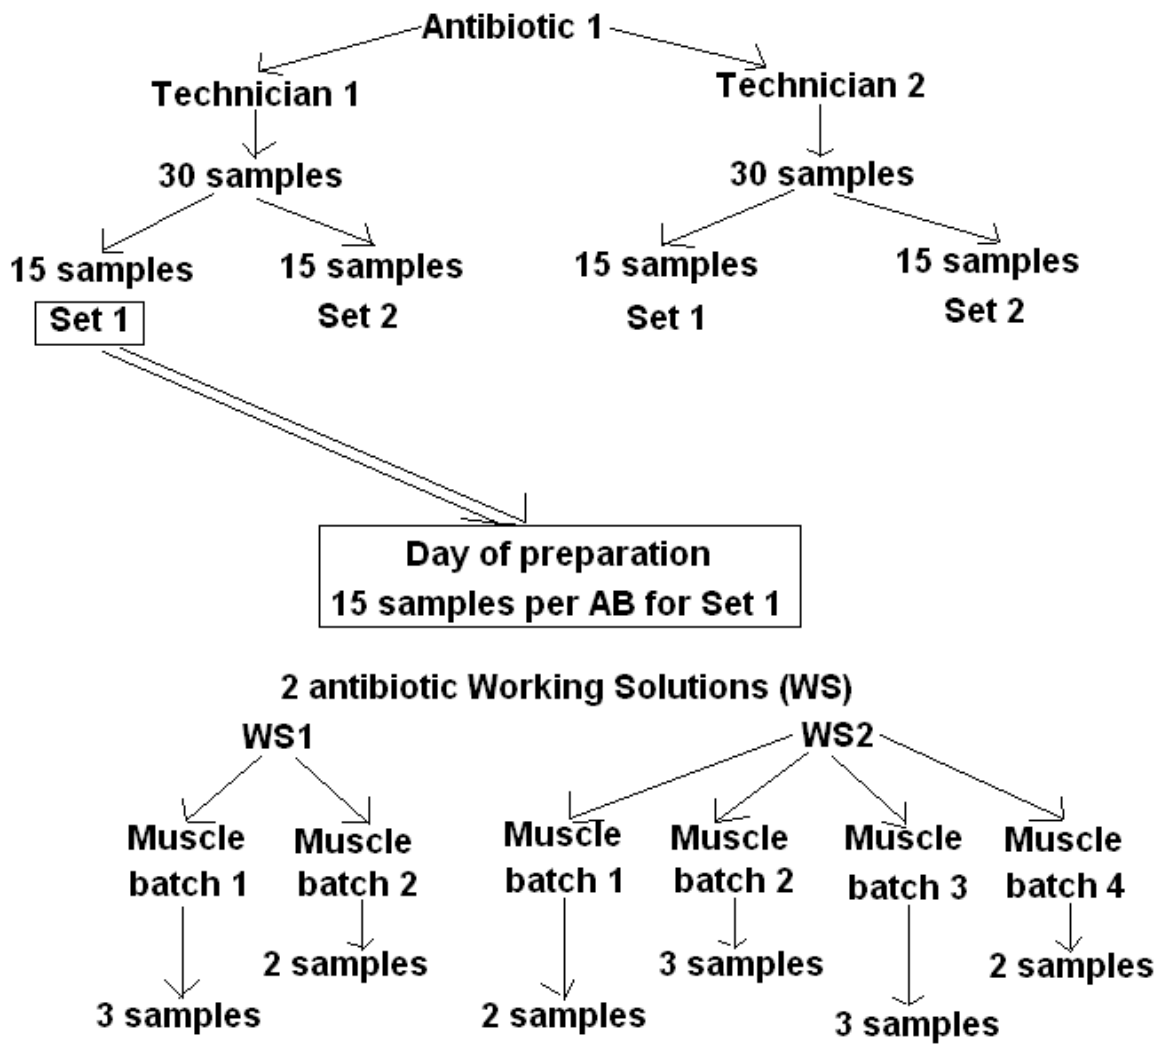 Antibiotic 1
Technician 1
Technician 2
30 samples
30 samples
15 samples
Set 1
15 samples
Set 2
15 samples
Set 1
15 samples
Set 2
Day of preparation
15 samples per AB for Set 1
2 antibiotic Working Solutions (WS)
WS1
WS2
Muscle
batch 1
Muscle
batch 2
Muscle
batch 1
Muscle
batch 2
Muscle
batch 3
Muscle
batch 4
3 samples
2 samples
2 samples
3 samples
3 samples
2 samples